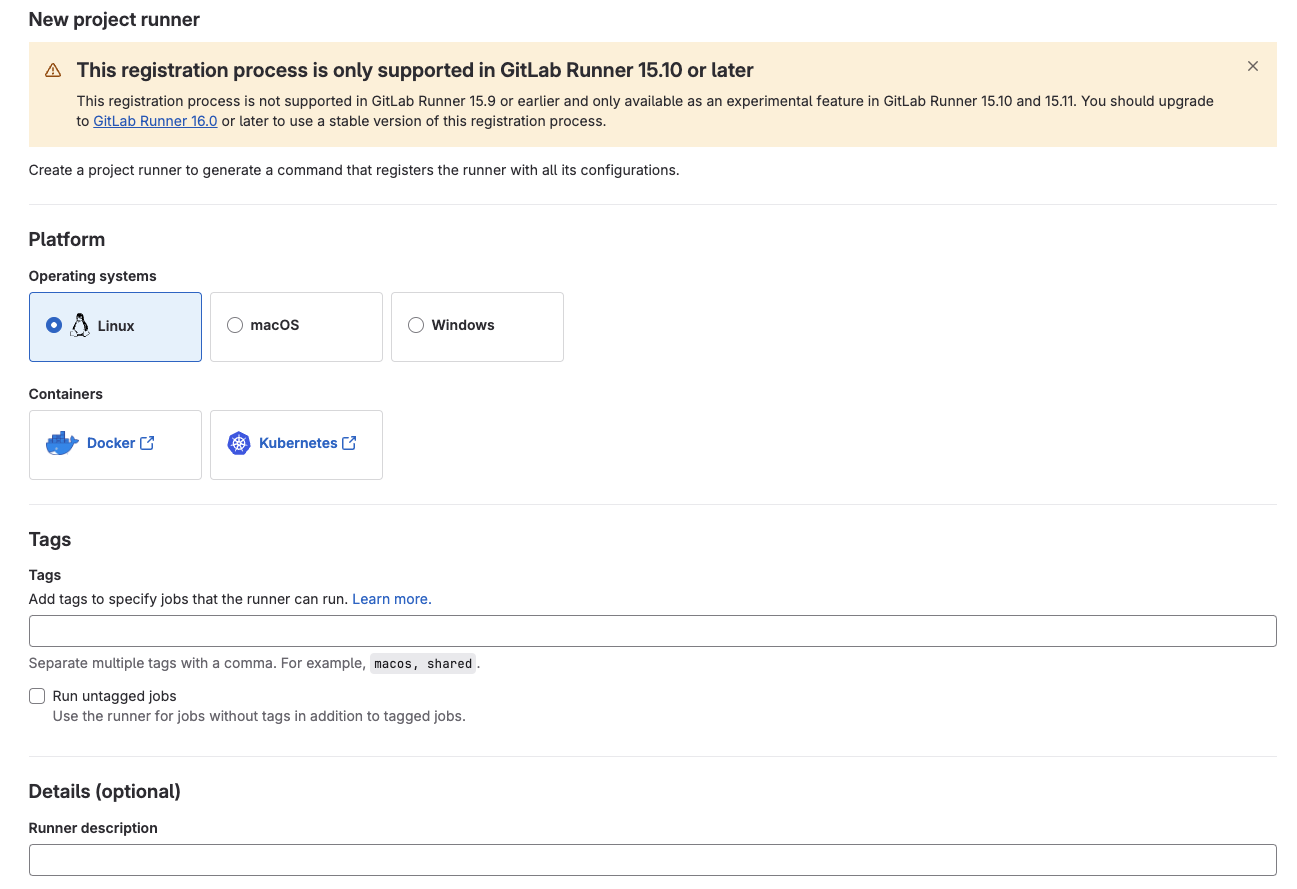 New project runner
This registration process is only supported in GitLab Runner 15.10 or later
This registration process is not supported in GitLab Runner 15.9 or earlier and only available as an experimental feature in GitLab Runner 15.10 and 15.11. You should upgrade
to GitLab Runner 16.0 or later to use a stable version of this registration process.
Create a project runner to generate a command that registers the runner with all its configurations.
Platform
Operating systems
Linux
macOS
Windows
Containers
Docker
Kubernetes
Tags
Tags
Add tags to specify jobs that the runner can run. Learn more.
Separate multiple tags with a comma. For example, macos, shared.
Run untagged jobs
Use the runner for jobs without tags in addition to tagged jobs.
Details (optional)
Runner description